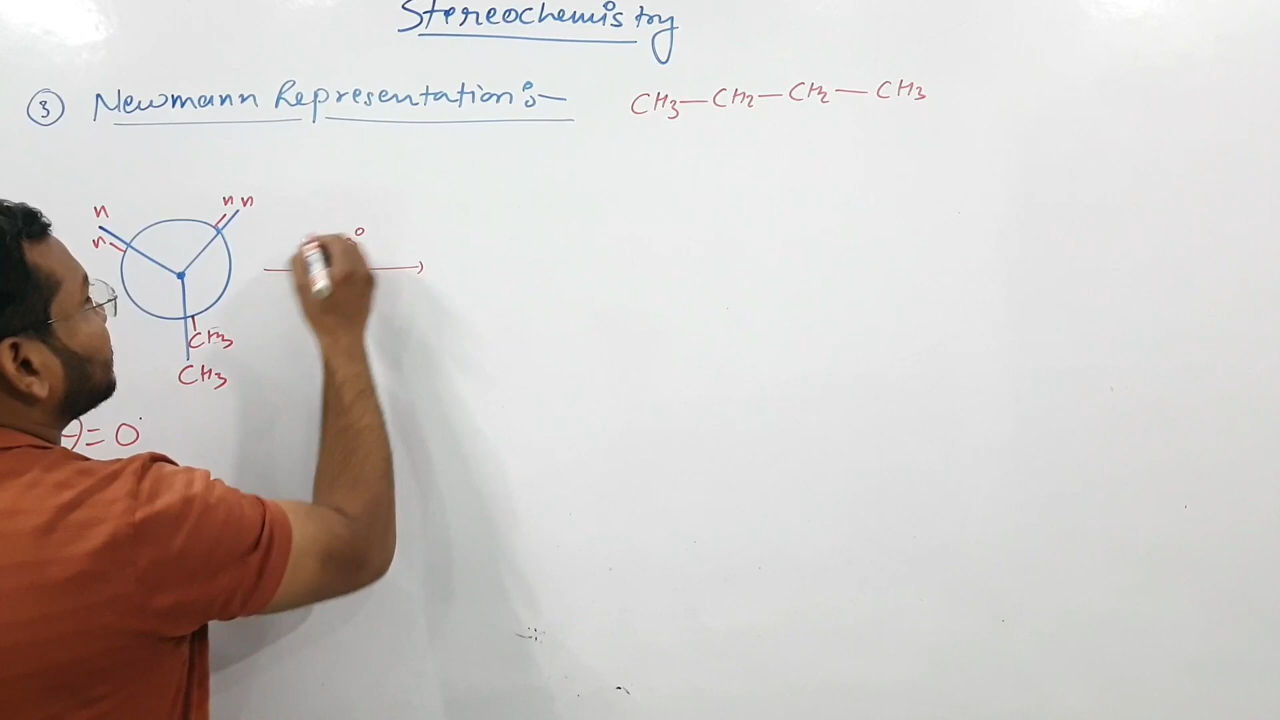 Stereochemistry
3 Newmann Representation :- CH3—CH2—CH2—CH3
n n n
n
CH3
CH3
θ = 0°